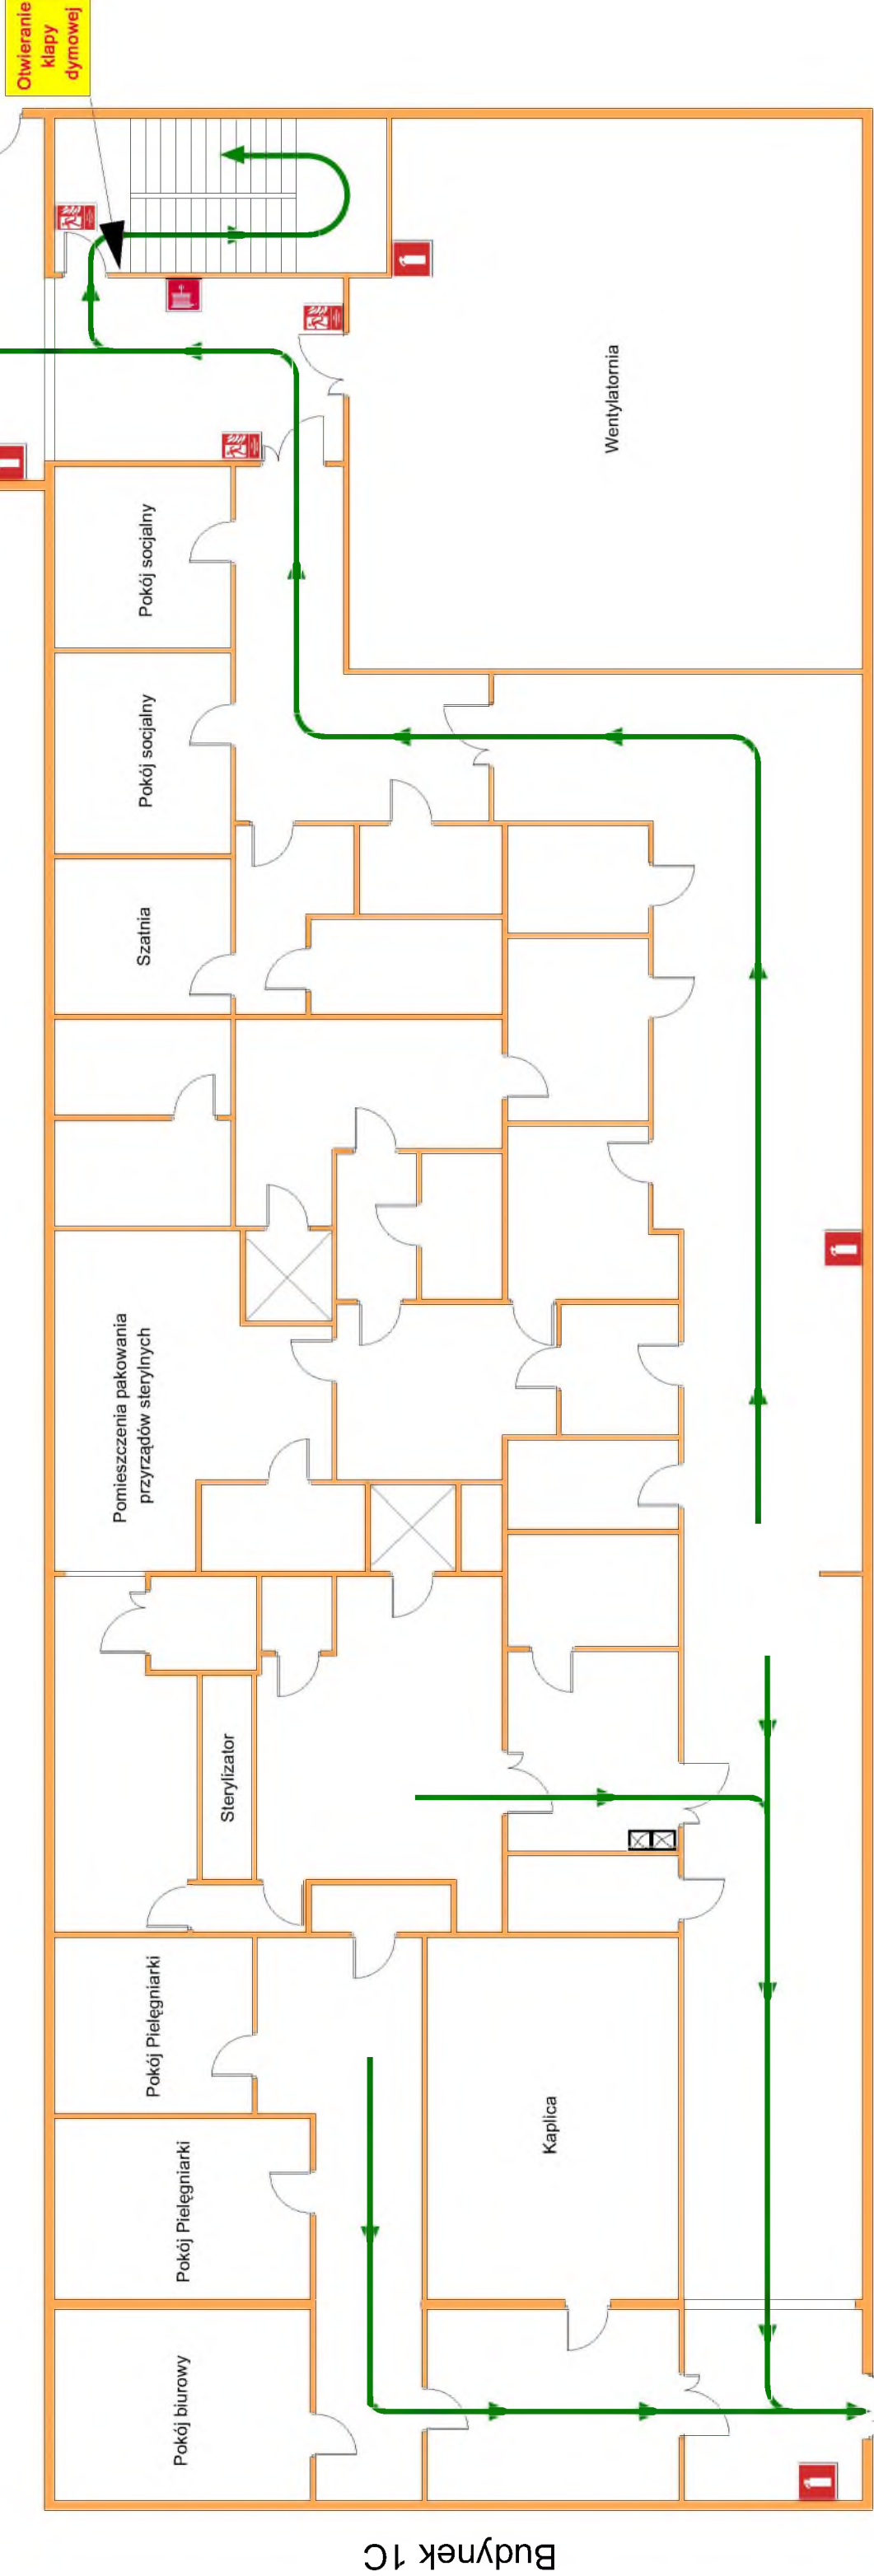 Otwieranie
klapy
dymowej
Wentylatornia
Pokój socjalny
Pokój socjalny
Szatnia
Pomieszczenia pakowania
przyrządów sterylnych
Sterylizator
Pokój Pielęgniarki
Pokój Pielęgniarki
Kaplica
Pokój biurowy
Budynek 1C